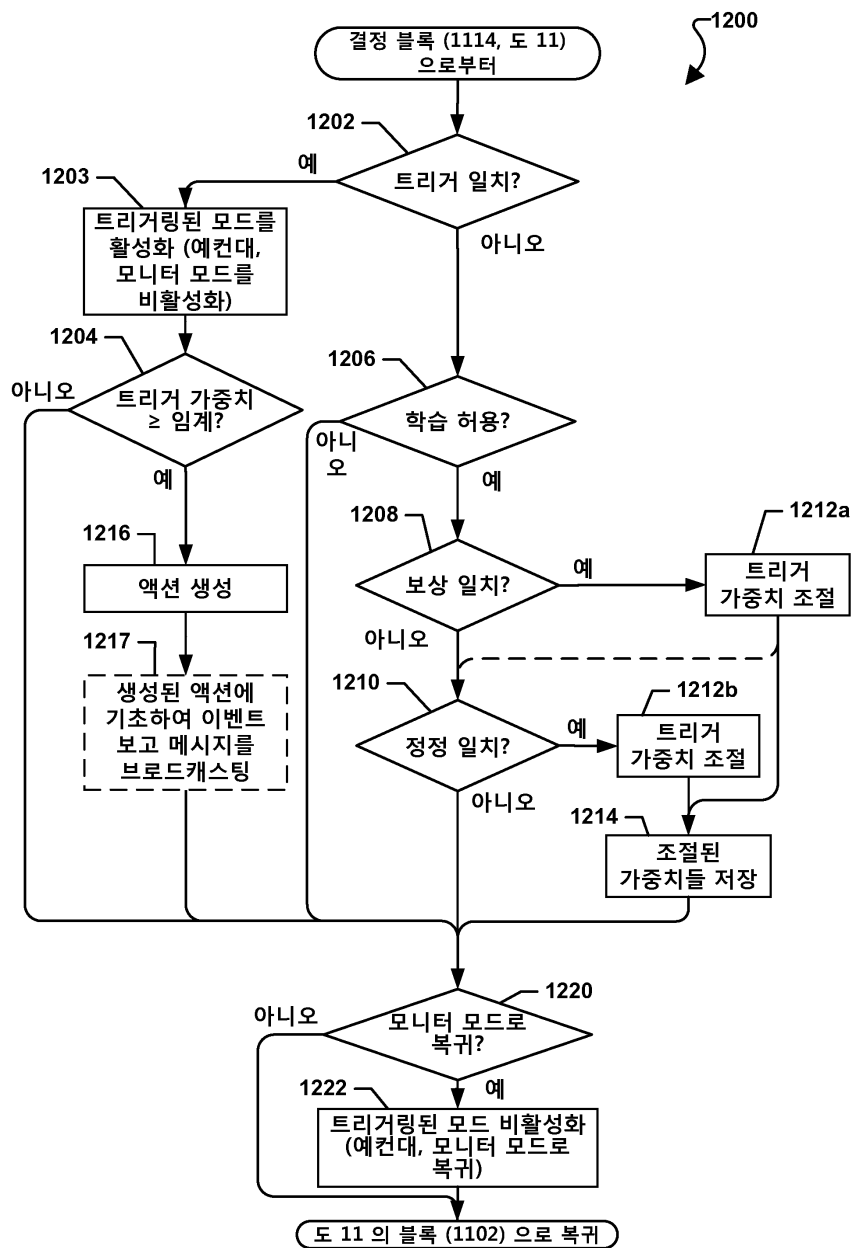 1200
결정 블록 (1114, 도 11)
으로부터
1202
트리거 일치?
예
아니오
1203
트리거링된 모드를
활성화 (예컨대,
모니터 모드를
비활성화)
1204
트리거 가중치
≥ 임계?
아니오
예
1206
학습 허용?
아니
오
예
1208
보상 일치?
예
아니오
1212a
트리거
가중치 조절
1216
액션 생성
1217
생성된 액션에
기초하여 이벤트
보고 메시지를
브로드캐스팅
1210
정정 일치?
예
아니오
1212b
트리거
가중치 조절
1214
조절된
가중치들 저장
1220
모니터 모드로
복귀?
아니오
예
1222
트리거링된 모드 비활성화
(예컨대, 모니터 모드로
복귀)
도 11 의 블록 (1102) 으로 복귀